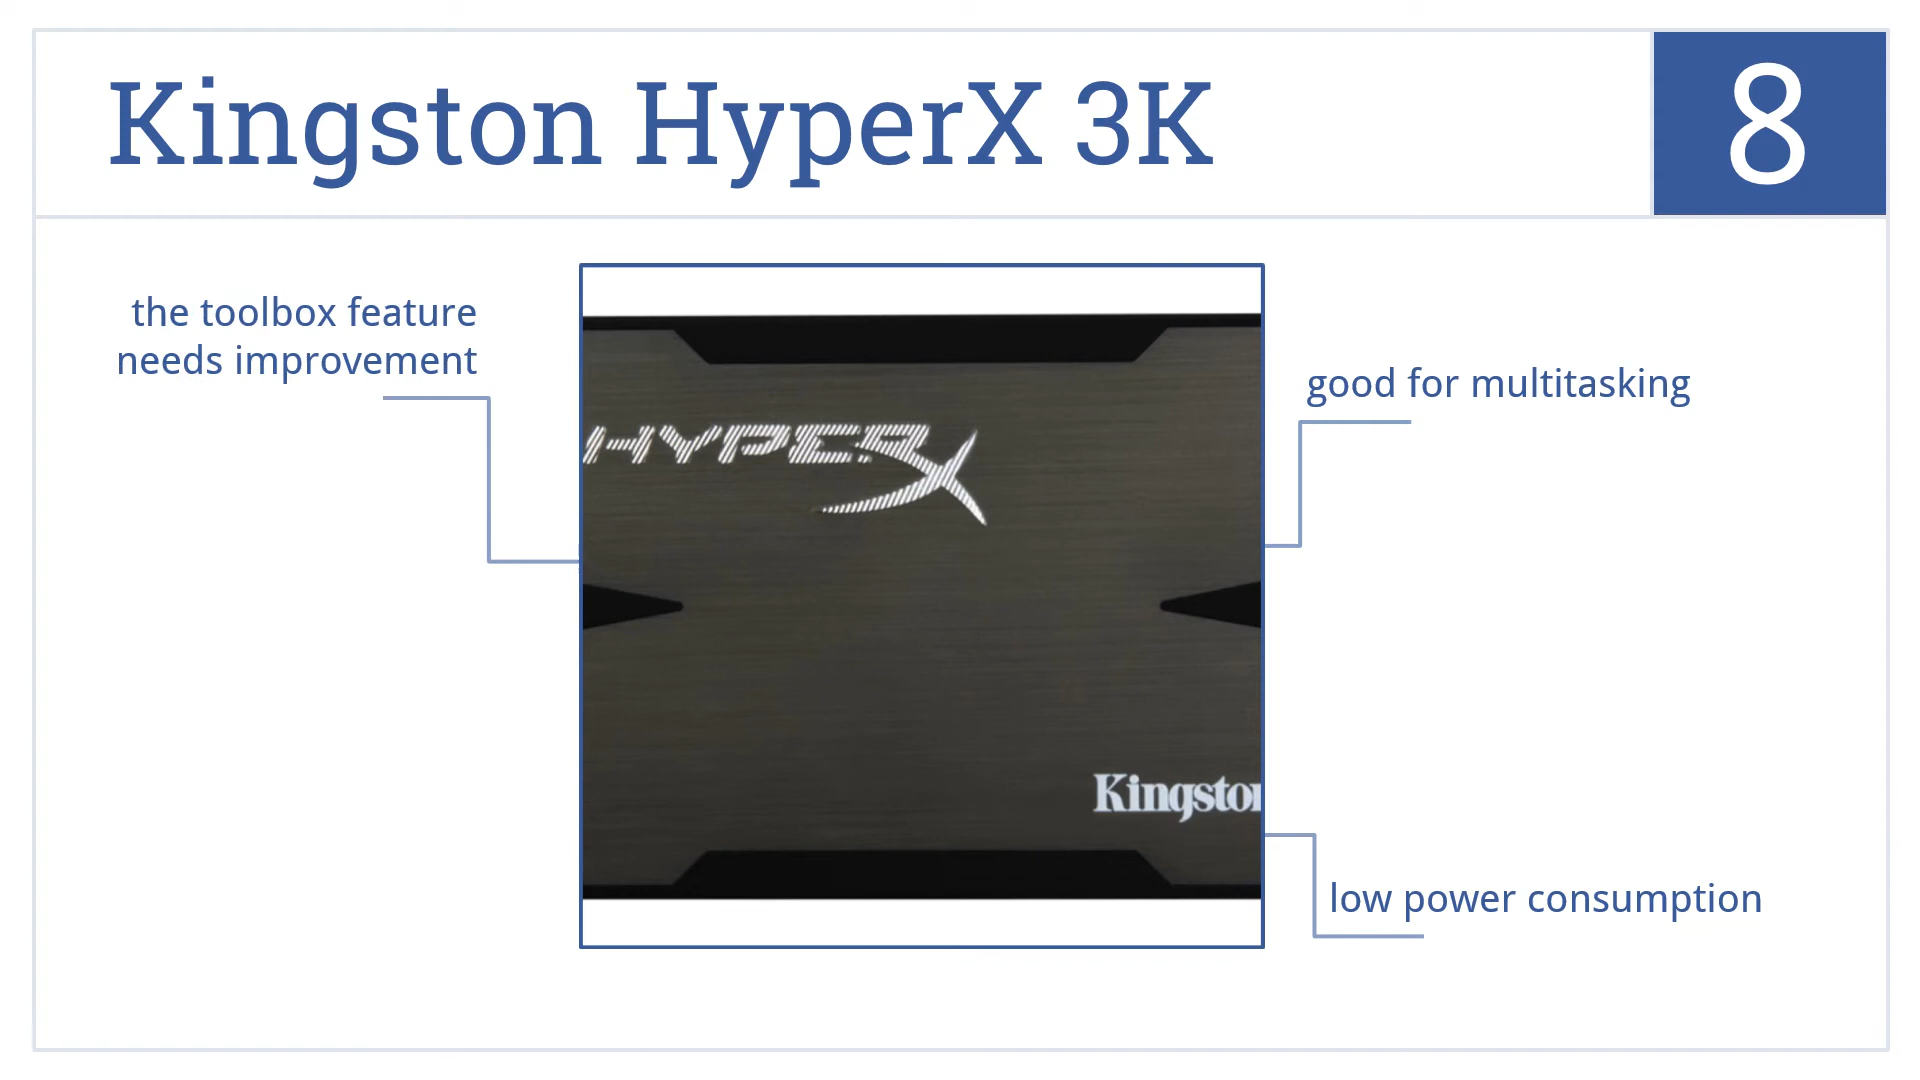 Kingston HyperX 3K
8
the toolbox feature
needs improvement
good for multitasking
HYPERX
Kingston
low power consumption